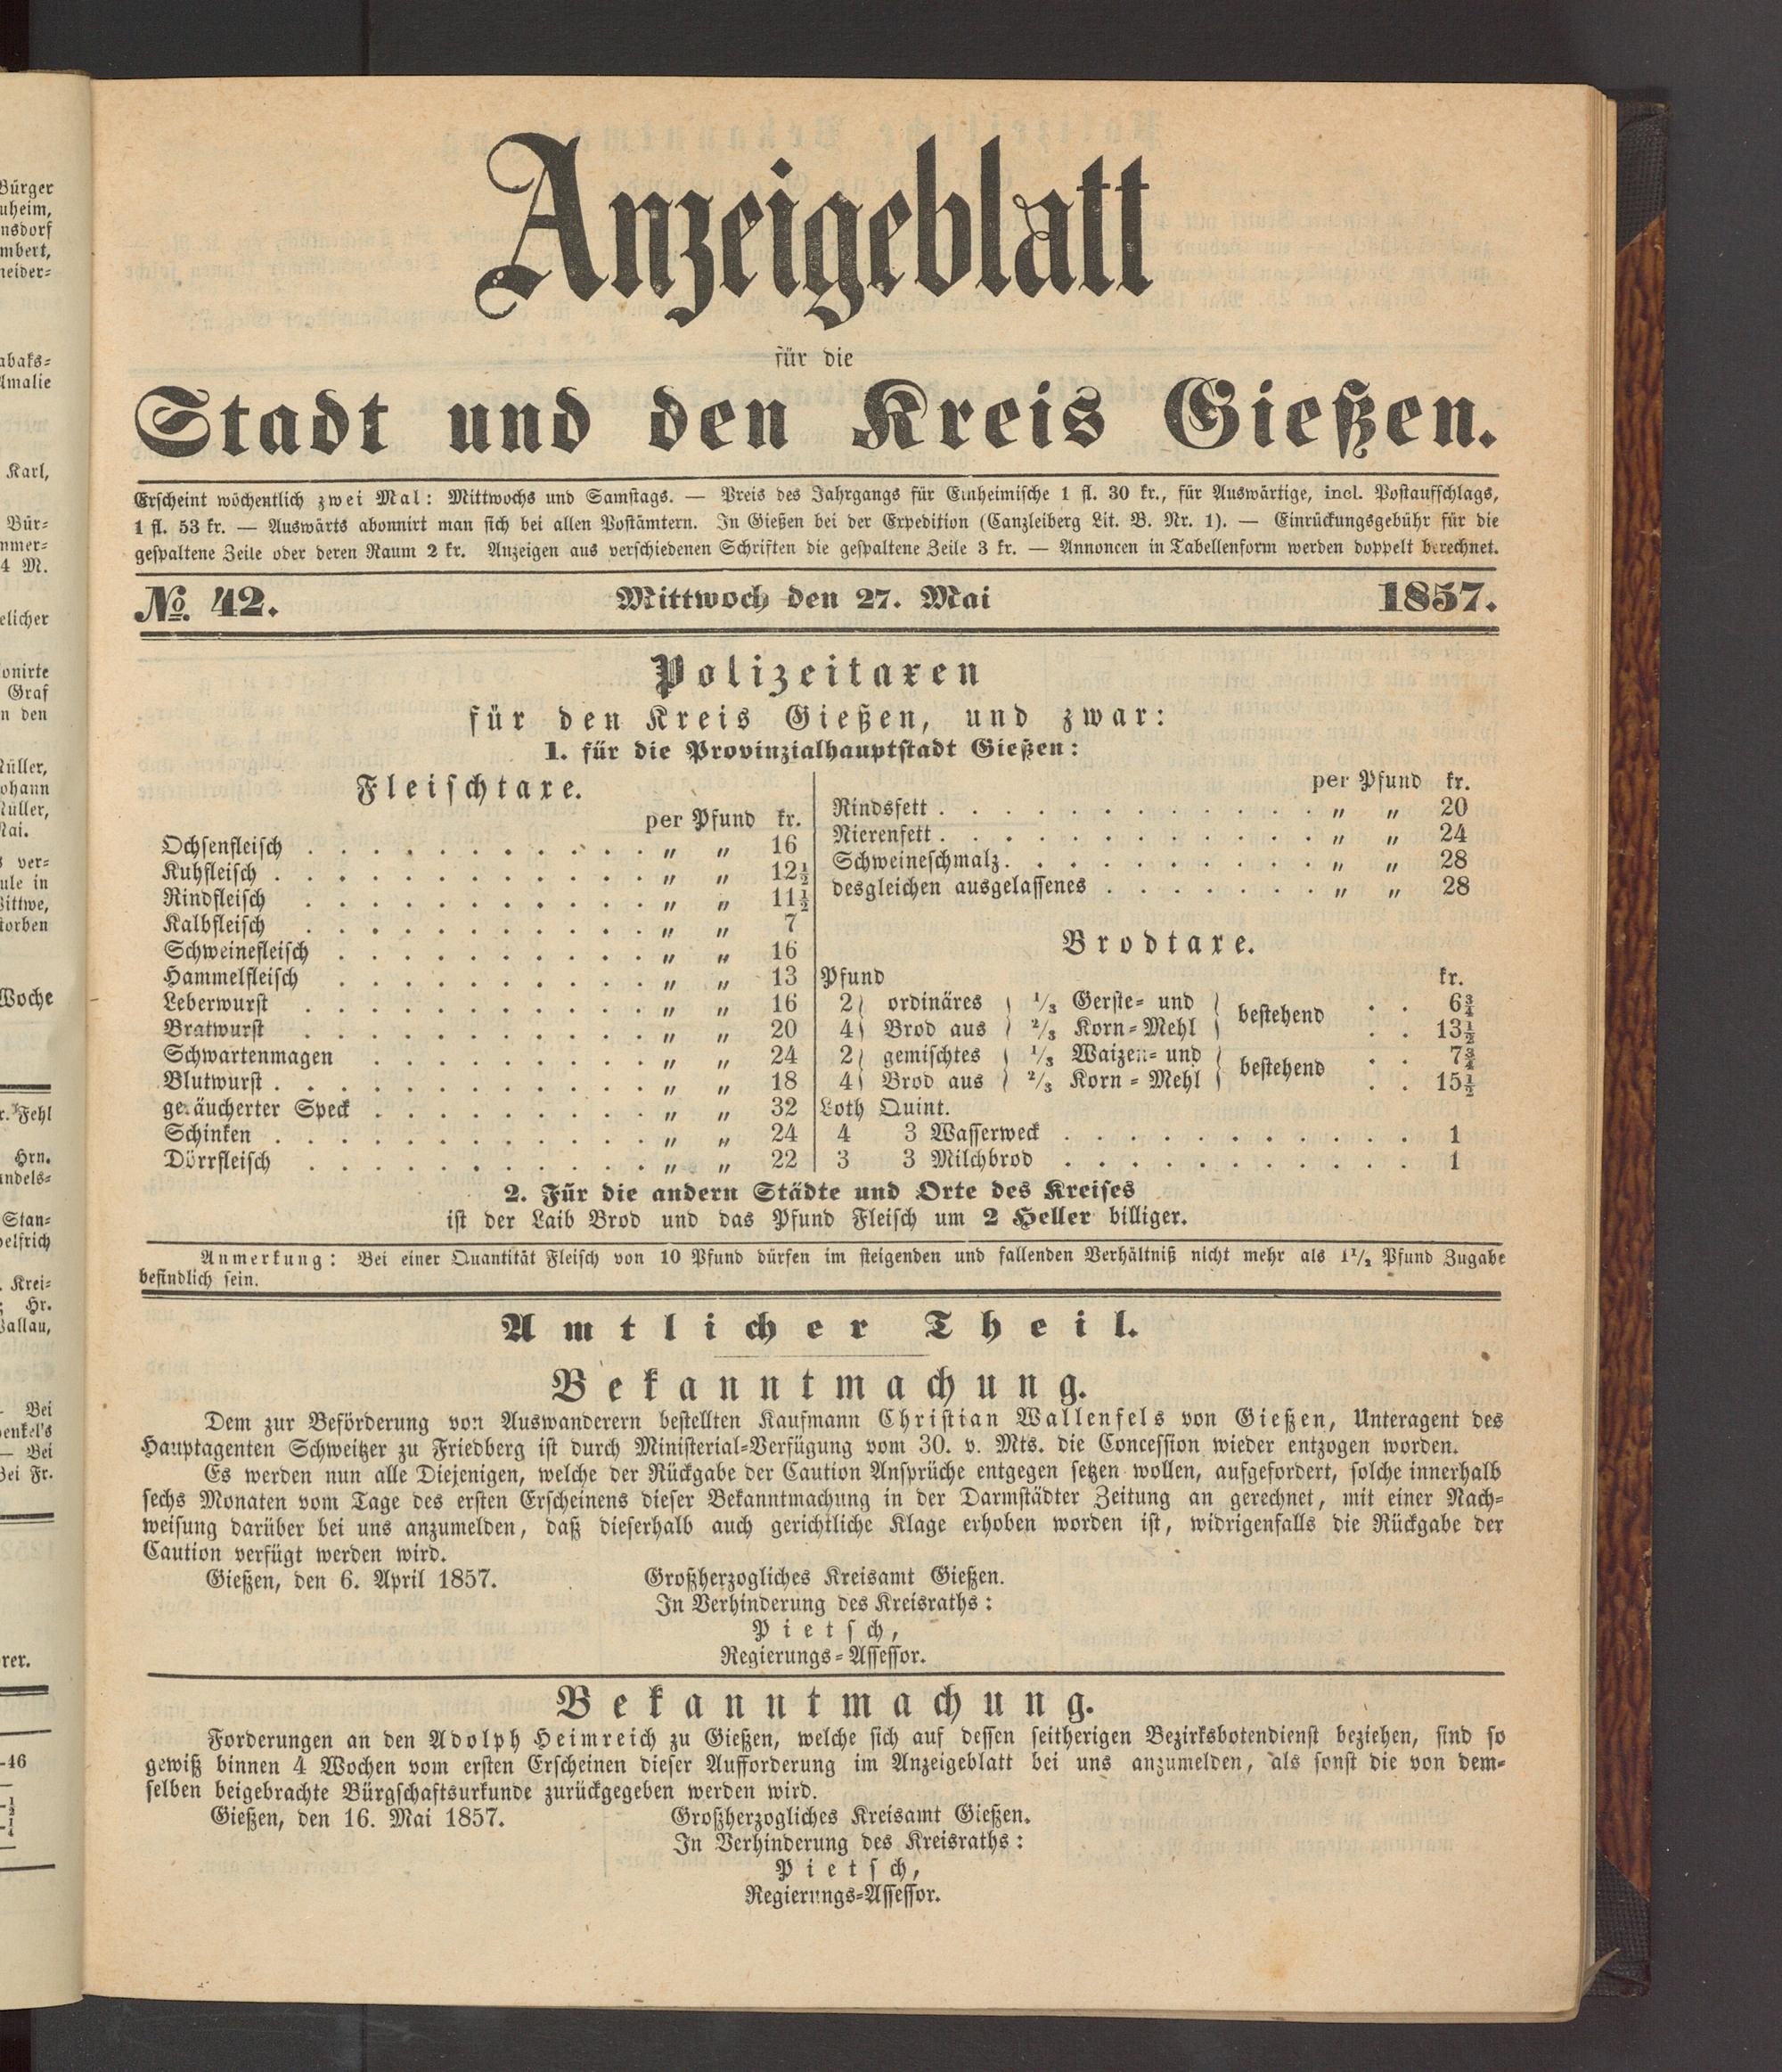 Anzeigeblatt
für die
Stadt und den Kreis Gießen.
Erscheint wöchentlich zwei Mal: Mittwochs und Samstags. — Preis des Jahrgangs für Einheimische 1 fl. 30 kr., für Auswärtige, incl. Postaufschlags,
1 fl. 53 kr. — Auswärts abonnirt man sich bei allen Postämtern. In Gießen bei der Expedition (Canzleiberg Lit. B. Nr. 1). — Einrückungsgebühr für die
gespaltene Zeile oder deren Raum 2 kr. Anzeigen aus verschiedenen Schriften die gespaltene Zeile 3 kr. — Annoncen in Tabellenform werden doppelt berechnet.
№ 42. Mittwoch den 27. Mai 1857.
Polizeitaxen
für den Kreis Gießen, und zwar:
1. für die Provinzialhauptstadt Gießen:
Fleischtaxe.
per Pfund kr.
Ochsenfleisch . . . . . . . . . . . „ „ 16
Kuhfleisch . . . . . . . . . . . . „ „ 12½
Rindfleisch . . . . . . . . . . . „ „ 11½
Kalbfleisch . . . . . . . . . . . „ „ 7
Schweinefleisch . . . . . . . . . . „ „ 16
Hammelfleisch . . . . . . . . . . „ „ 13
Leberwurst . . . . . . . . . . . „ „ 16
Bratwurst . . . . . . . . . . . „ „ 20
Schwartenmagen . . . . . . . . . „ „ 24
Blutwurst . . . . . . . . . . . . „ „ 18
geräucherter Speck . . . . . . . . . „ „ 32
Schinken . . . . . . . . . . . . „ „ 24
Dörrfleisch . . . . . . . . . . . „ „ 22
per Pfund kr.
Rindsfett . . . . . . . . . . . . „ „ 20
Nierenfett . . . . . . . . . . . . „ „ 24
Schweineschmalz . . . . . . . . . . „ „ 28
desgleichen ausgelassenes . . . . . . . „ „ 28
Brodtaxe.
Pfund kr.
2) ordinäres ( 1/3 Gerste- und ) bestehend . . 6¾
4) Brod aus ( 2/3 Korn-Mehl ) . . 13½
2) gemischtes ( 1/3 Waizen- und ) bestehend . . 7¾
4) Brod aus ( 2/3 Korn-Mehl ) . . 15½
Loth Quint.
4 3 Wasserweck . . . . . . . . . . . 1
3 3 Milchbrod . . . . . . . . . . . 1
2. Für die andern Städte und Orte des Kreises
ist der Laib Brod und das Pfund Fleisch um 2 Heller billiger.
Anmerkung: Bei einer Quantität Fleisch von 10 Pfund dürfen im steigenden und fallenden Verhältniß nicht mehr als 1½ Pfund Zugabe
befindlich sein.
Amtlicher Theil.
Bekanntmachung.
Dem zur Beförderung von Auswanderern bestellten Kaufmann Christian Wallenfels von Gießen, Unteragent des
Hauptagenten Schweitzer zu Friedberg ist durch Ministerial-Verfügung vom 30. v. Mts. die Concession wieder entzogen worden.
Es werden nun alle Diejenigen, welche der Rückgabe der Caution Ansprüche entgegen setzen wollen, aufgefordert, solche innerhalb
sechs Monaten vom Tage des ersten Erscheinens dieser Bekanntmachung in der Darmstädter Zeitung an gerechnet, mit einer Nach-
weisung darüber bei uns anzumelden, daß dieserhalb auch gerichtliche Klage erhoben worden ist, widrigenfalls die Rückgabe der
Caution verfügt werden wird.
Gießen, den 6. April 1857. Großherzogliches Kreisamt Gießen.
In Verhinderung des Kreisraths:
Pietsch,
Regierungs-Assessor.
Bekanntmachung.
Forderungen an den Adolph Heimreich zu Gießen, welche sich auf dessen seitherigen Bezirksbotendienst beziehen, sind so
gewiß binnen 4 Wochen vom ersten Erscheinen dieser Aufforderung im Anzeigeblatt bei uns anzumelden, als sonst die von dem-
selben beigebrachte Bürgschaftsurkunde zurückgegeben werden wird.
Gießen, den 16. Mai 1857. Großherzogliches Kreisamt Gießen.
In Verhinderung des Kreisraths:
Pietsch,
Regierungs-Assessor.